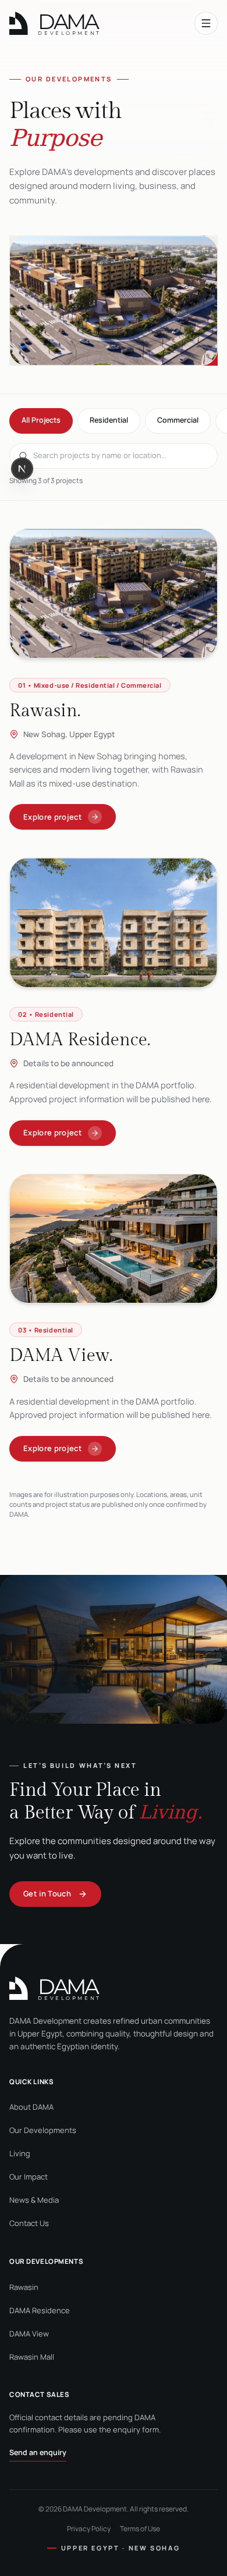 DAMA
DEVELOPMENT
OUR DEVELOPMENTS
Places with
Purpose
Explore DAMA's developments and discover
places designed around modern living, business, and
community.
All Projects
Residential
Commercial
Search projects by name or location...
N
Showing 3 of 3 projects
01 • Mixed-use / Residential / Commercial
Rawasin.
New Sohag, Upper Egypt
A development in New Sohag bringing homes,
services and modern living together, with Rawasin
Mall as its mixed-use destination.
Explore project
02 • Residential
DAMA Residence.
Details to be announced
A residential development in the DAMA portfolio.
Approved project information will be published here.
Explore project
03 • Residential
DAMA View.
Details to be announced
A residential development in the DAMA portfolio.
Approved project information will be published here.
Explore project
Images are for illustration purposes only. Locations, areas, unit
counts and project status are published only once confirmed by
DAMA.
LET'S BUILD WHAT'S NEXT
Find Your Place in
a Better Way of Living.
Explore the communities designed around the way
you want to live.
Get in Touch
DAMA
DEVELOPMENT
DAMA Development creates refined urban communities
in Upper Egypt, combining quality, thoughtful design and
an authentic Egyptian identity.
QUICK LINKS
About DAMA
Our Developments
Living
Our Impact
News & Media
Contact Us
OUR DEVELOPMENTS
Rawasin
DAMA Residence
DAMA View
Rawasin Mall
CONTACT SALES
Official contact details are pending DAMA
confirmation. Please use the enquiry form.
Send an enquiry
© 2026 DAMA Development. All rights reserved.
Privacy Policy
Terms of Use
UPPER EGYPT · NEW SOHAG